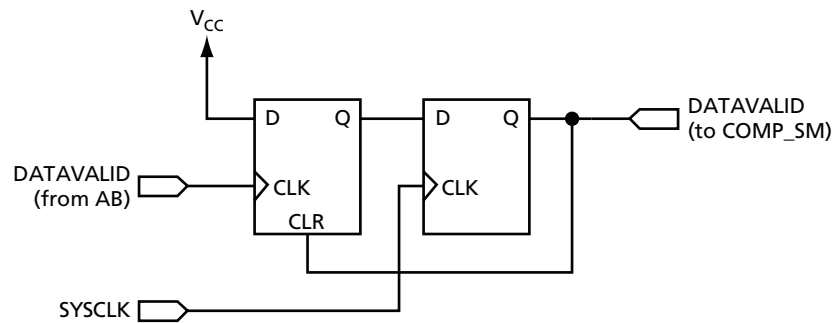 VCC
D
Q
D
Q
DATAVALID
(to COMP_SM)
DATAVALID
(from AB)
CLK
CLK
CLR
SYSCLK